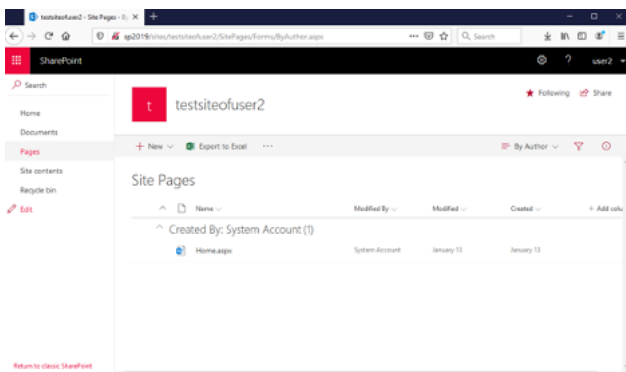 testsiteofuser2 - Site Pages - By
sp2019/sites/testsiteofuser2/SitePages/Forms/ByAuthor.aspx
Search
SharePoint
?
user2
Search
Home
Documents
Pages
Site contents
Recycle bin
Edit
Return to classic SharePoint
t
testsiteofuser2
Following
Share
+ New
Export to Excel
By Author
Site Pages
Name
Modified By
Modified
Created
+ Add colu
Created By: System Account (1)
Home.aspx
System Account
January 13
January 13